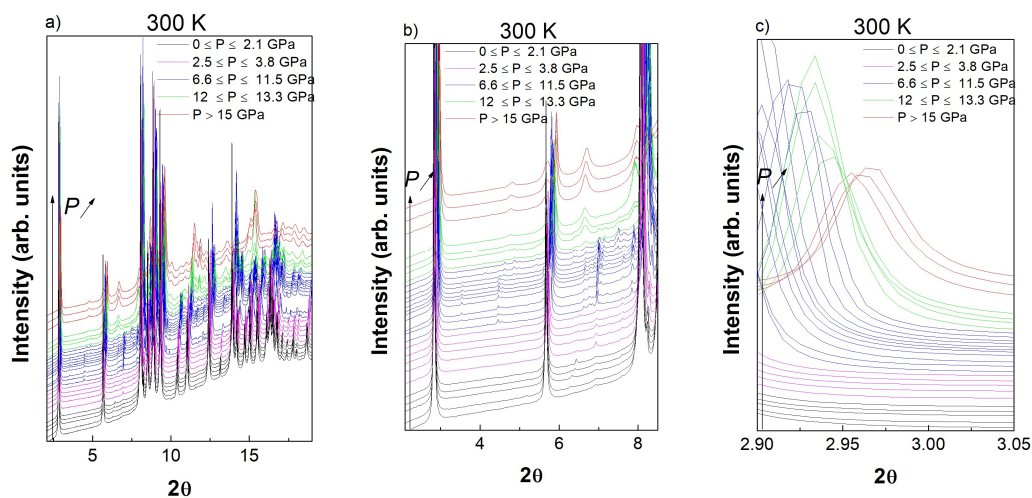 a)
300 K
0 ≤ P ≤ 2.1 GPa
2.5 ≤ P ≤ 3.8 GPa
6.6 ≤ P ≤ 11.5 GPa
12 ≤ P ≤ 13.3 GPa
P > 15 GPa
P
Intensity (arb. units)
5 10 15
2θ
b)
300 K
0 ≤ P ≤ 2.1 GPa
2.5 ≤ P ≤ 3.8 GPa
6.6 ≤ P ≤ 11.5 GPa
12 ≤ P ≤ 13.3 GPa
P > 15 GPa
P
Intensity (arb. units)
4 6 8
2θ
c)
300 K
0 ≤ P ≤ 2.1 GPa
2.5 ≤ P ≤ 3.8 GPa
6.6 ≤ P ≤ 11.5 GPa
12 ≤ P ≤ 13.3 GPa
P > 15 GPa
P
Intensity (arb. units)
2.90 2.95 3.00 3.05
2θ